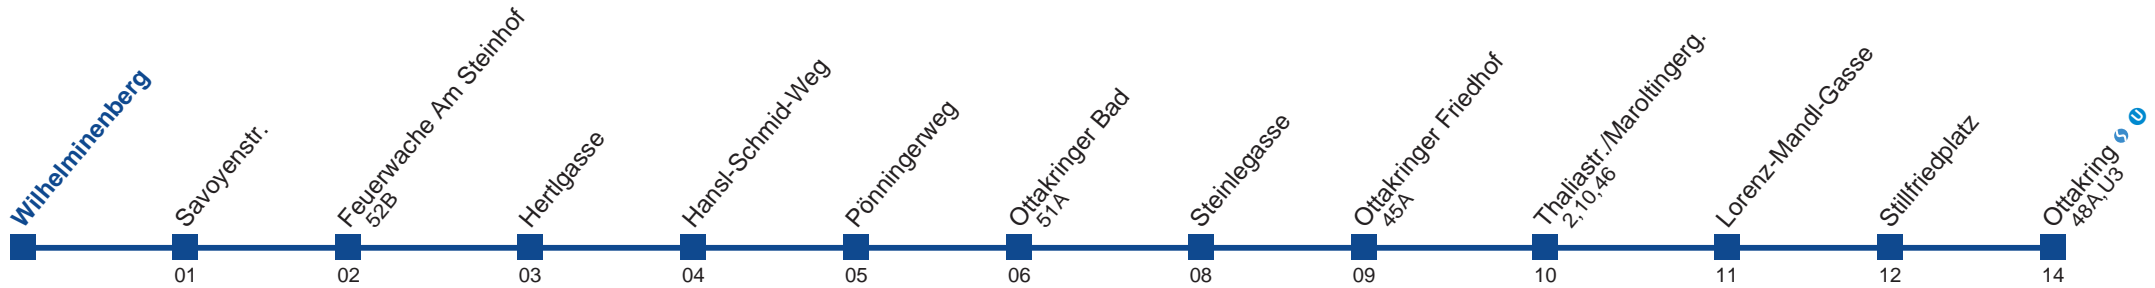 Wilhelminenberg
Savoyenstr.
01
Feuerwache Am Steinhof
52B
02
Hertlgasse
03
Hansl-Schmid-Weg
04
Pönningerweg
05
Ottakringer Bad
51A
06
Steinlegasse
08
Ottakringer Friedhof
45A
09
Thaliastr./Maroltingerg.
2,10,46
10
Lorenz-Mandl-Gasse
11
Stillfriedplatz
12
Ottakring S U
48A,U3
14